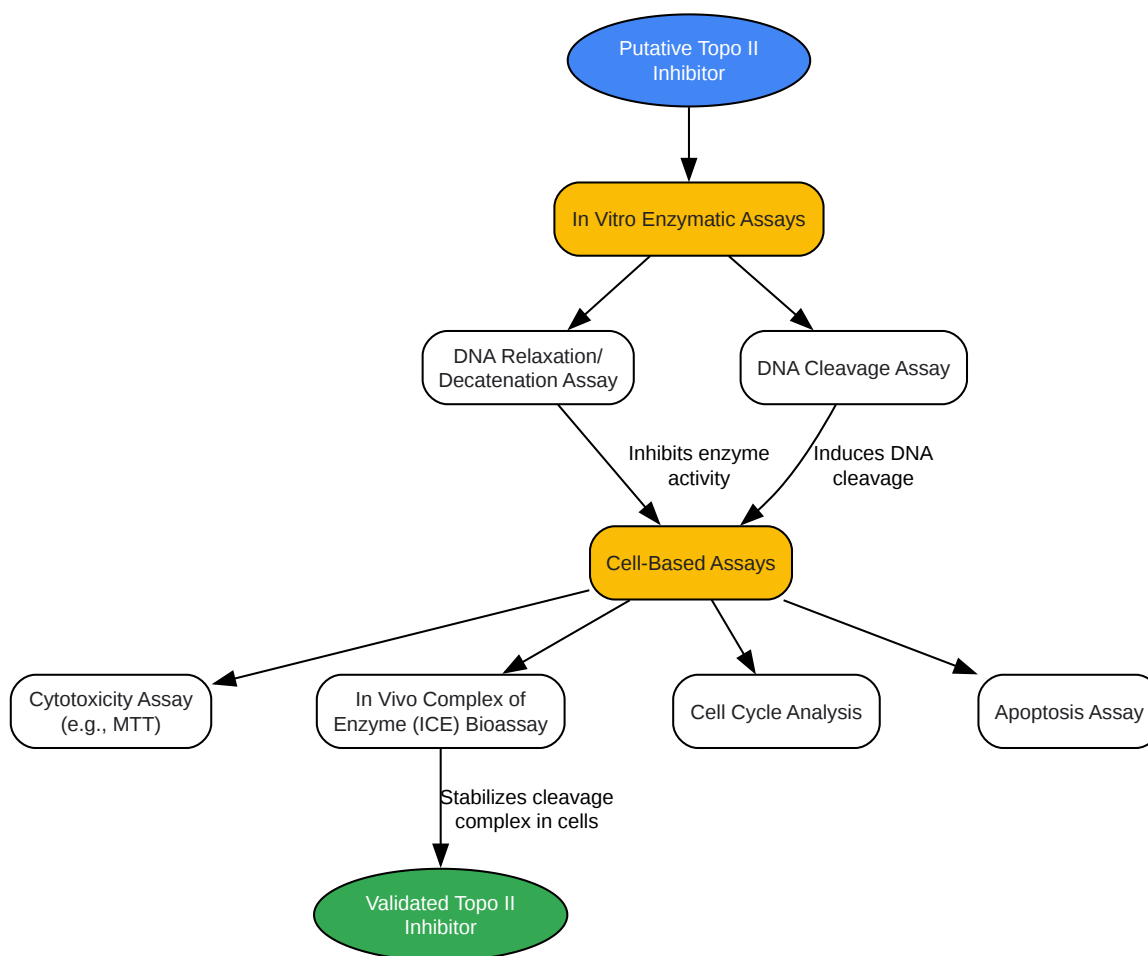 Putative Topo II
Inhibitor
In Vitro Enzymatic Assays
DNA Relaxation/
Decatenation Assay
DNA Cleavage Assay
Inhibits enzyme
activity
Induces DNA
cleavage
Cell-Based Assays
Cytotoxicity Assay
(e.g., MTT)
In Vivo Complex of
Enzyme (ICE) Bioassay
Cell Cycle Analysis
Apoptosis Assay
Stabilizes cleavage
complex in cells
Validated Topo II
Inhibitor